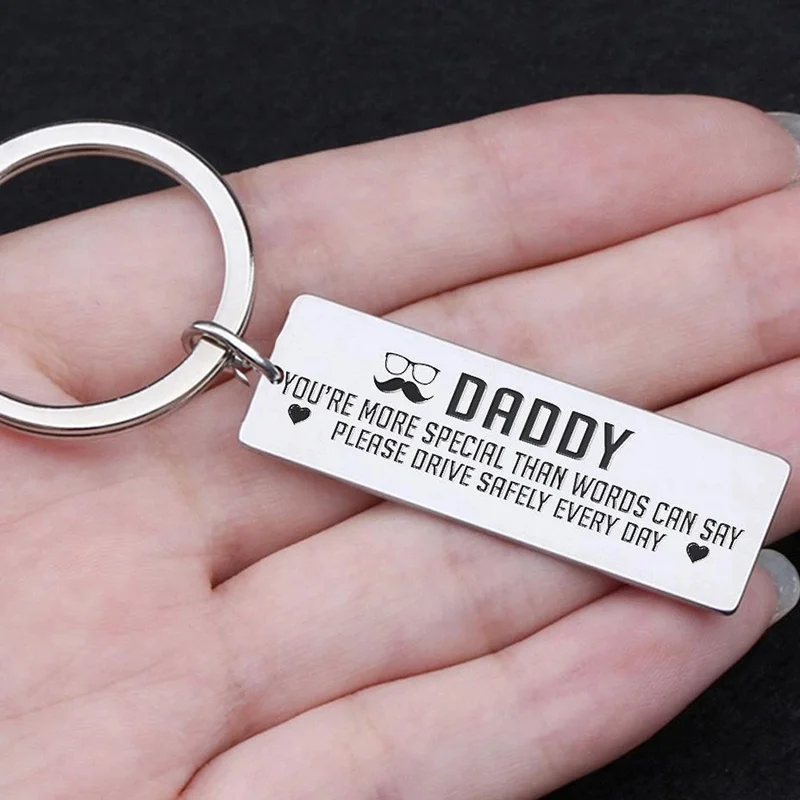 DADDY
YOU'RE MORE SPECIAL THAN WORDS CAN SAY
PLEASE DRIVE SAFELY EVERY DAY